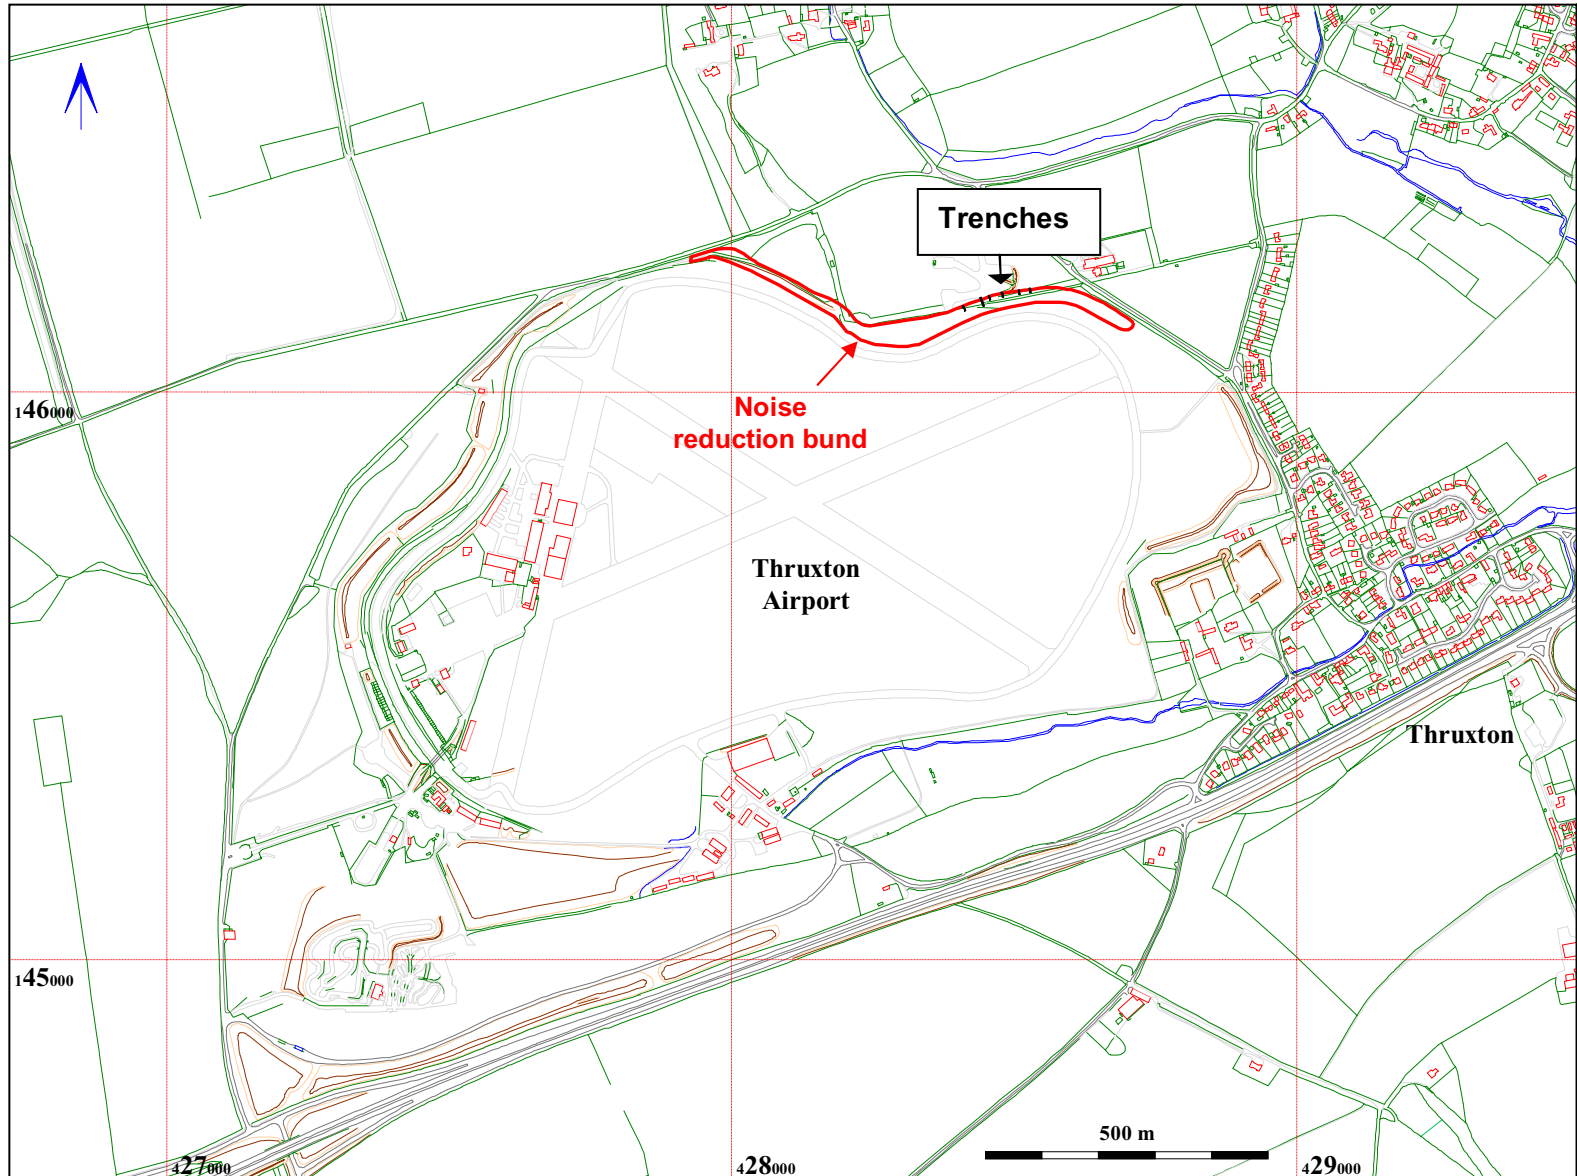 Trenches
146000
Noise
reduction bund
Thruxton
Airport
Thruxton
145000
500 m
427000
428000
429000